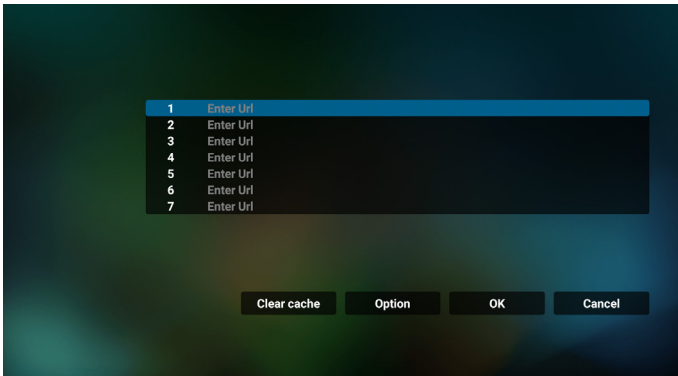 1 Enter Url
2 Enter Url
3 Enter Url
4 Enter Url
5 Enter Url
6 Enter Url
7 Enter Url
Clear cache Option OK Cancel